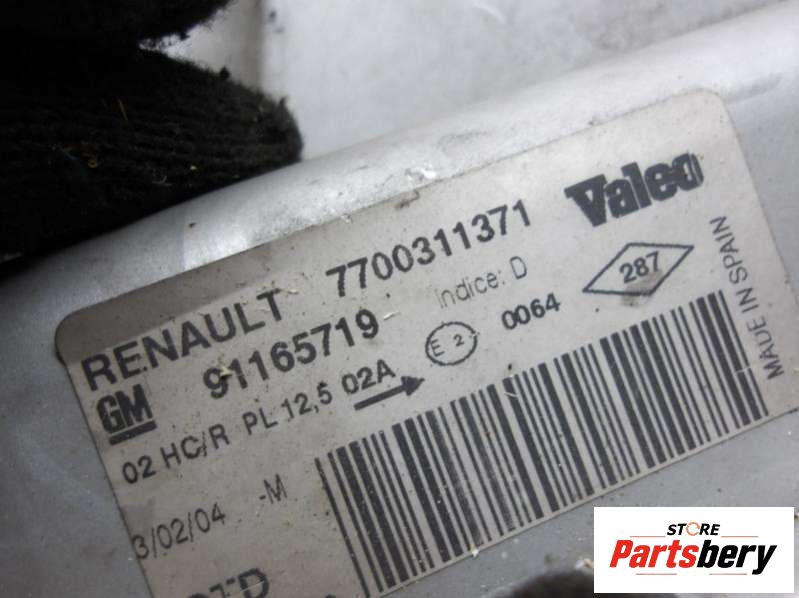 RENAULT 7700311371 Valeo
GM 91165719 Indice: D
02 HC/R PL 12,5 02A E 2 0064 287
MADE IN SPAIN
3/02/04 -M
STORE
Partsbery